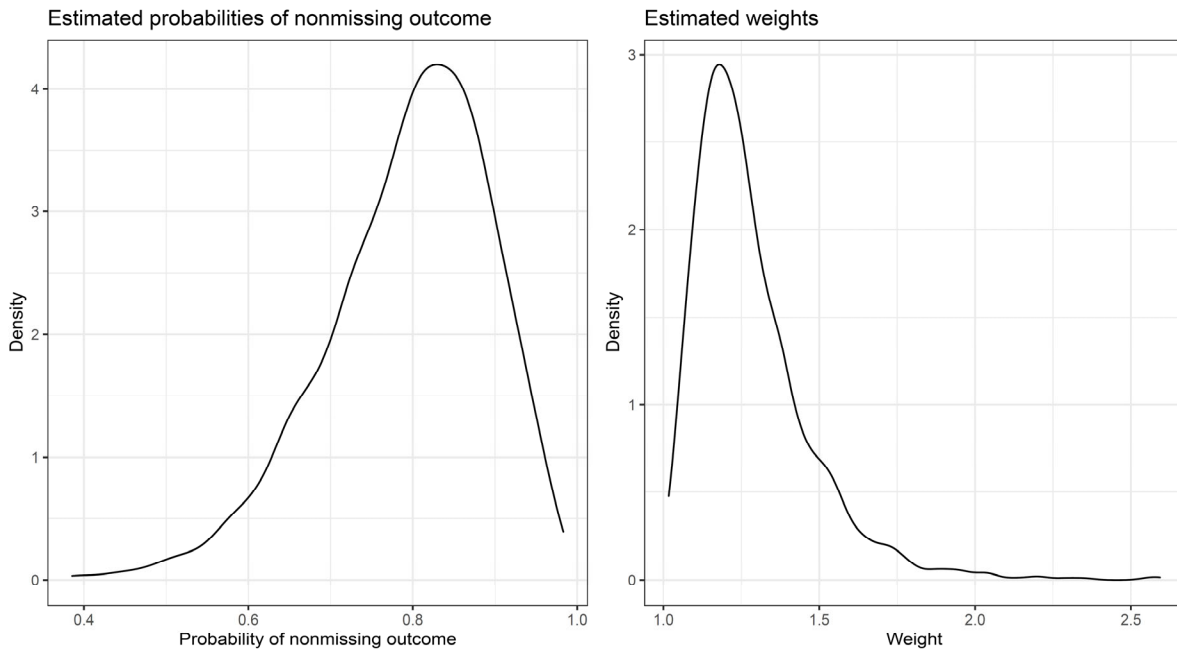 Estimated probabilities of nonmissing outcome
4
3
2
1
0
Density
0.4 0.6 0.8 1.0
Probability of nonmissing outcome
Estimated weights
3
2
1
0
Density
1.0 1.5 2.0 2.5
Weight